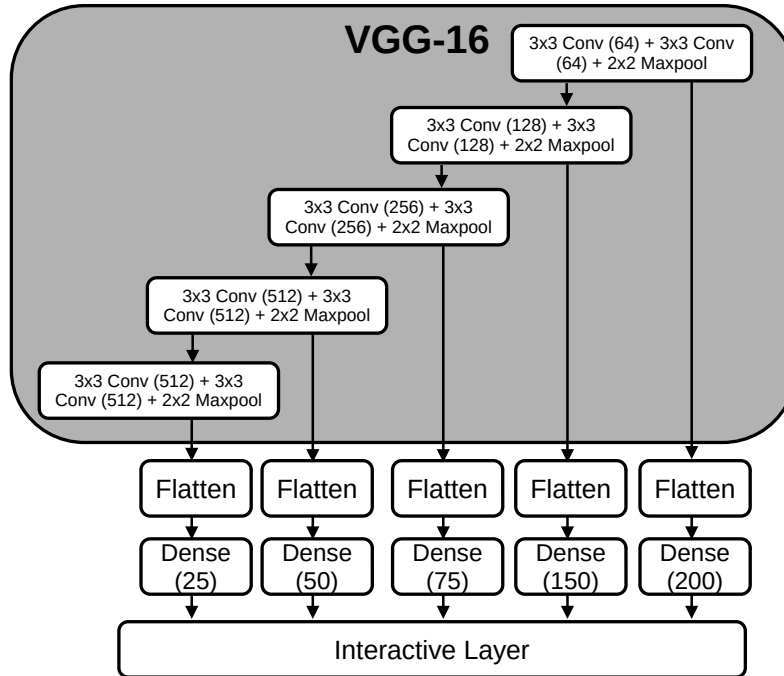 VGG-16
3x3 Conv (64) + 3x3 Conv
(64) + 2x2 Maxpool
3x3 Conv (128) + 3x3
Conv (128) + 2x2 Maxpool
3x3 Conv (256) + 3x3
Conv (256) + 2x2 Maxpool
3x3 Conv (512) + 3x3
Conv (512) + 2x2 Maxpool
3x3 Conv (512) + 3x3
Conv (512) + 2x2 Maxpool
Flatten
Flatten
Flatten
Flatten
Flatten
Dense
(25)
Dense
(50)
Dense
(75)
Dense
(150)
Dense
(200)
Interactive Layer